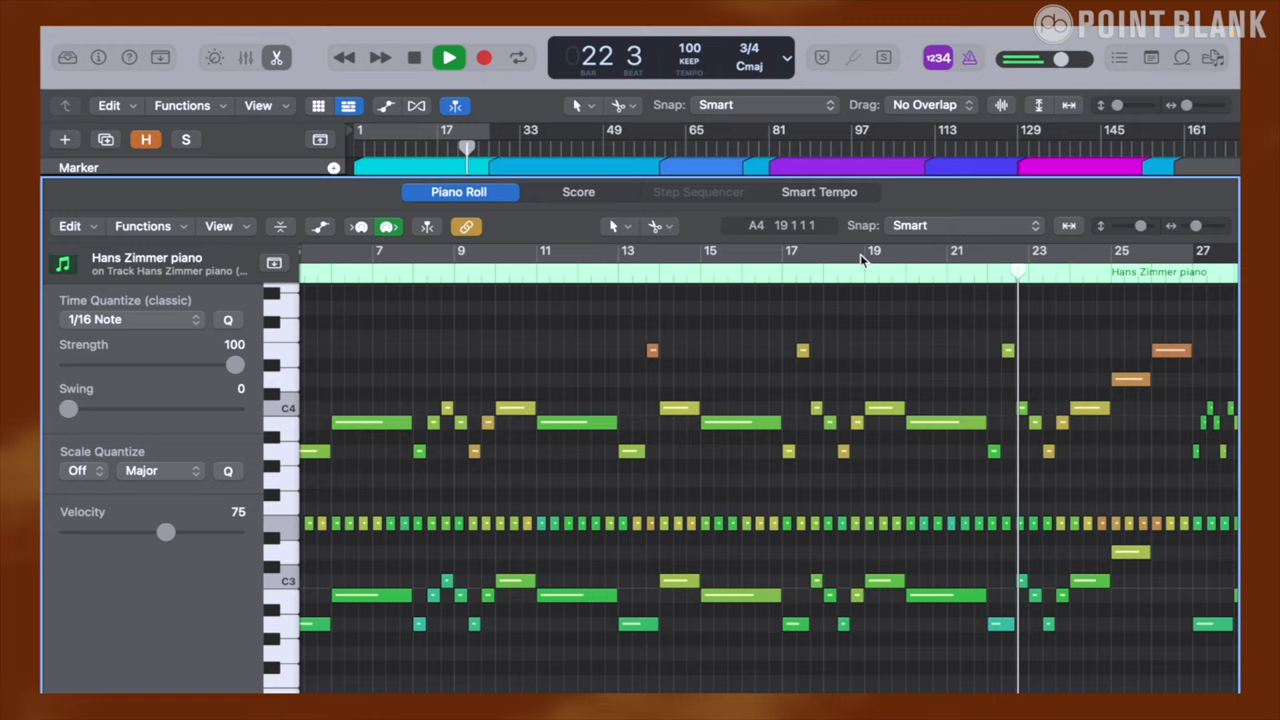 POINT BLANK
22 3
BAR BEAT
100
KEEP
TEMPO
3/4
Cmaj
S
1234
Edit Functions View Snap: Smart Drag: No Overlap
H S
1 17 33 49 65 81 97 113 129 145 161
Marker
Piano Roll Score Step Sequencer Smart Tempo
Edit Functions View A4 19 1 1 1 Snap: Smart
7 9 11 13 15 17 19 21 23 25 27
Hans Zimmer piano
on Track Hans Zimmer piano (...
Hans Zimmer piano
Time Quantize (classic)
1/16 Note Q
Strength 100
Swing 0
C4
Scale Quantize
Off Major Q
Velocity 75
C3